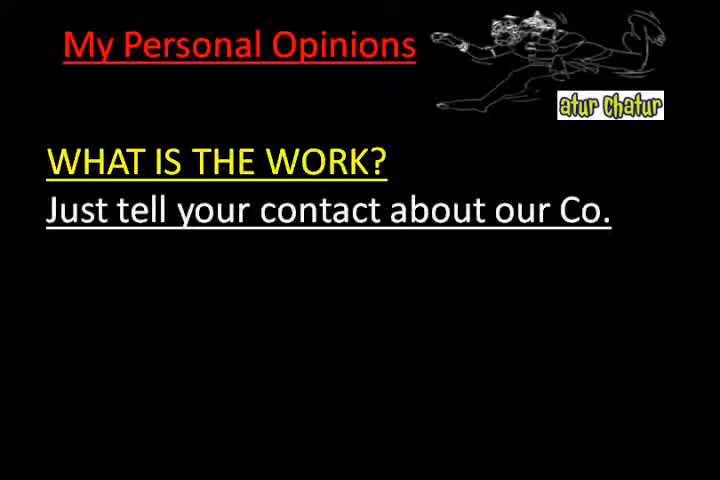 My Personal Opinions
atur chatur
WHAT IS THE WORK?
Just tell your contact about our Co.